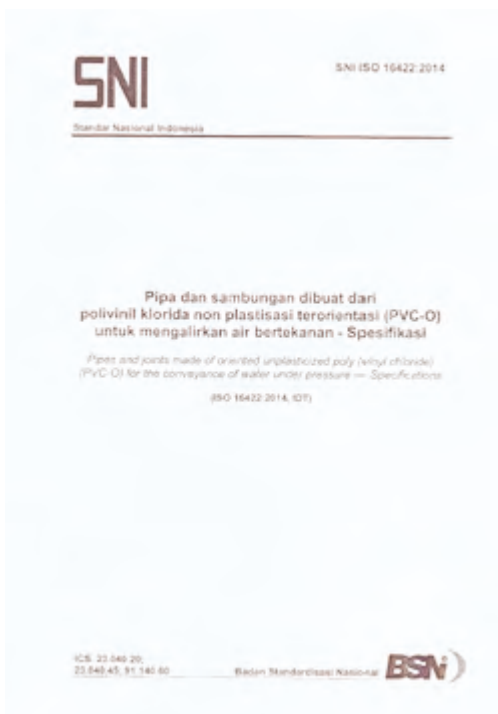 SNI
SNI ISO 16422:2014
Standar Nasional Indonesia
Pipa dan sambungan dibuat dari
polivinil klorida non plastisasi terorientasi (PVC-O)
untuk mengalirkan air bertekanan - Spesifikasi
Pipes and joints made of oriented unplasticized poly (vinyl chloride)
(PVC-O) for the conveyance of water under pressure — Specifications
(ISO 16422:2014, IDT)
ICS. 23.040.20;
23.040.45; 91.140.60
Badan Standardisasi Nasional
BSN